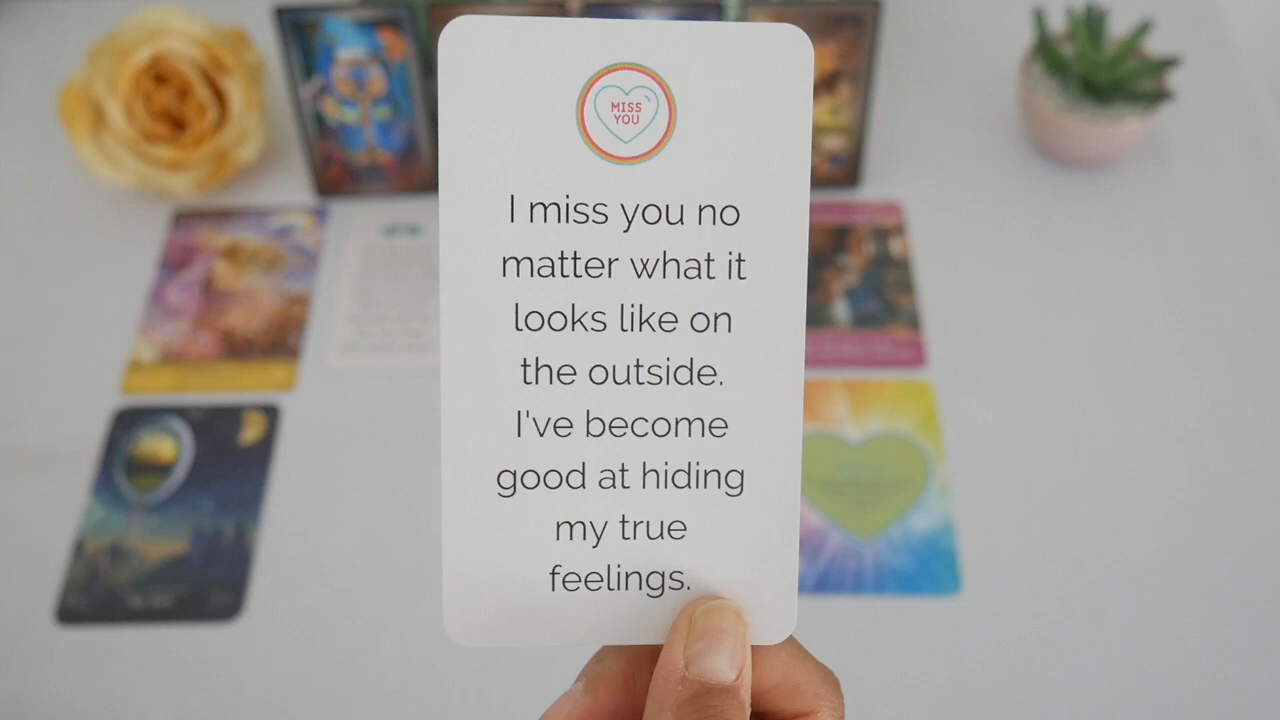 MISS
YOU
I miss you no
matter what it
looks like on
the outside.
I've become
good at hiding
my true
feelings.